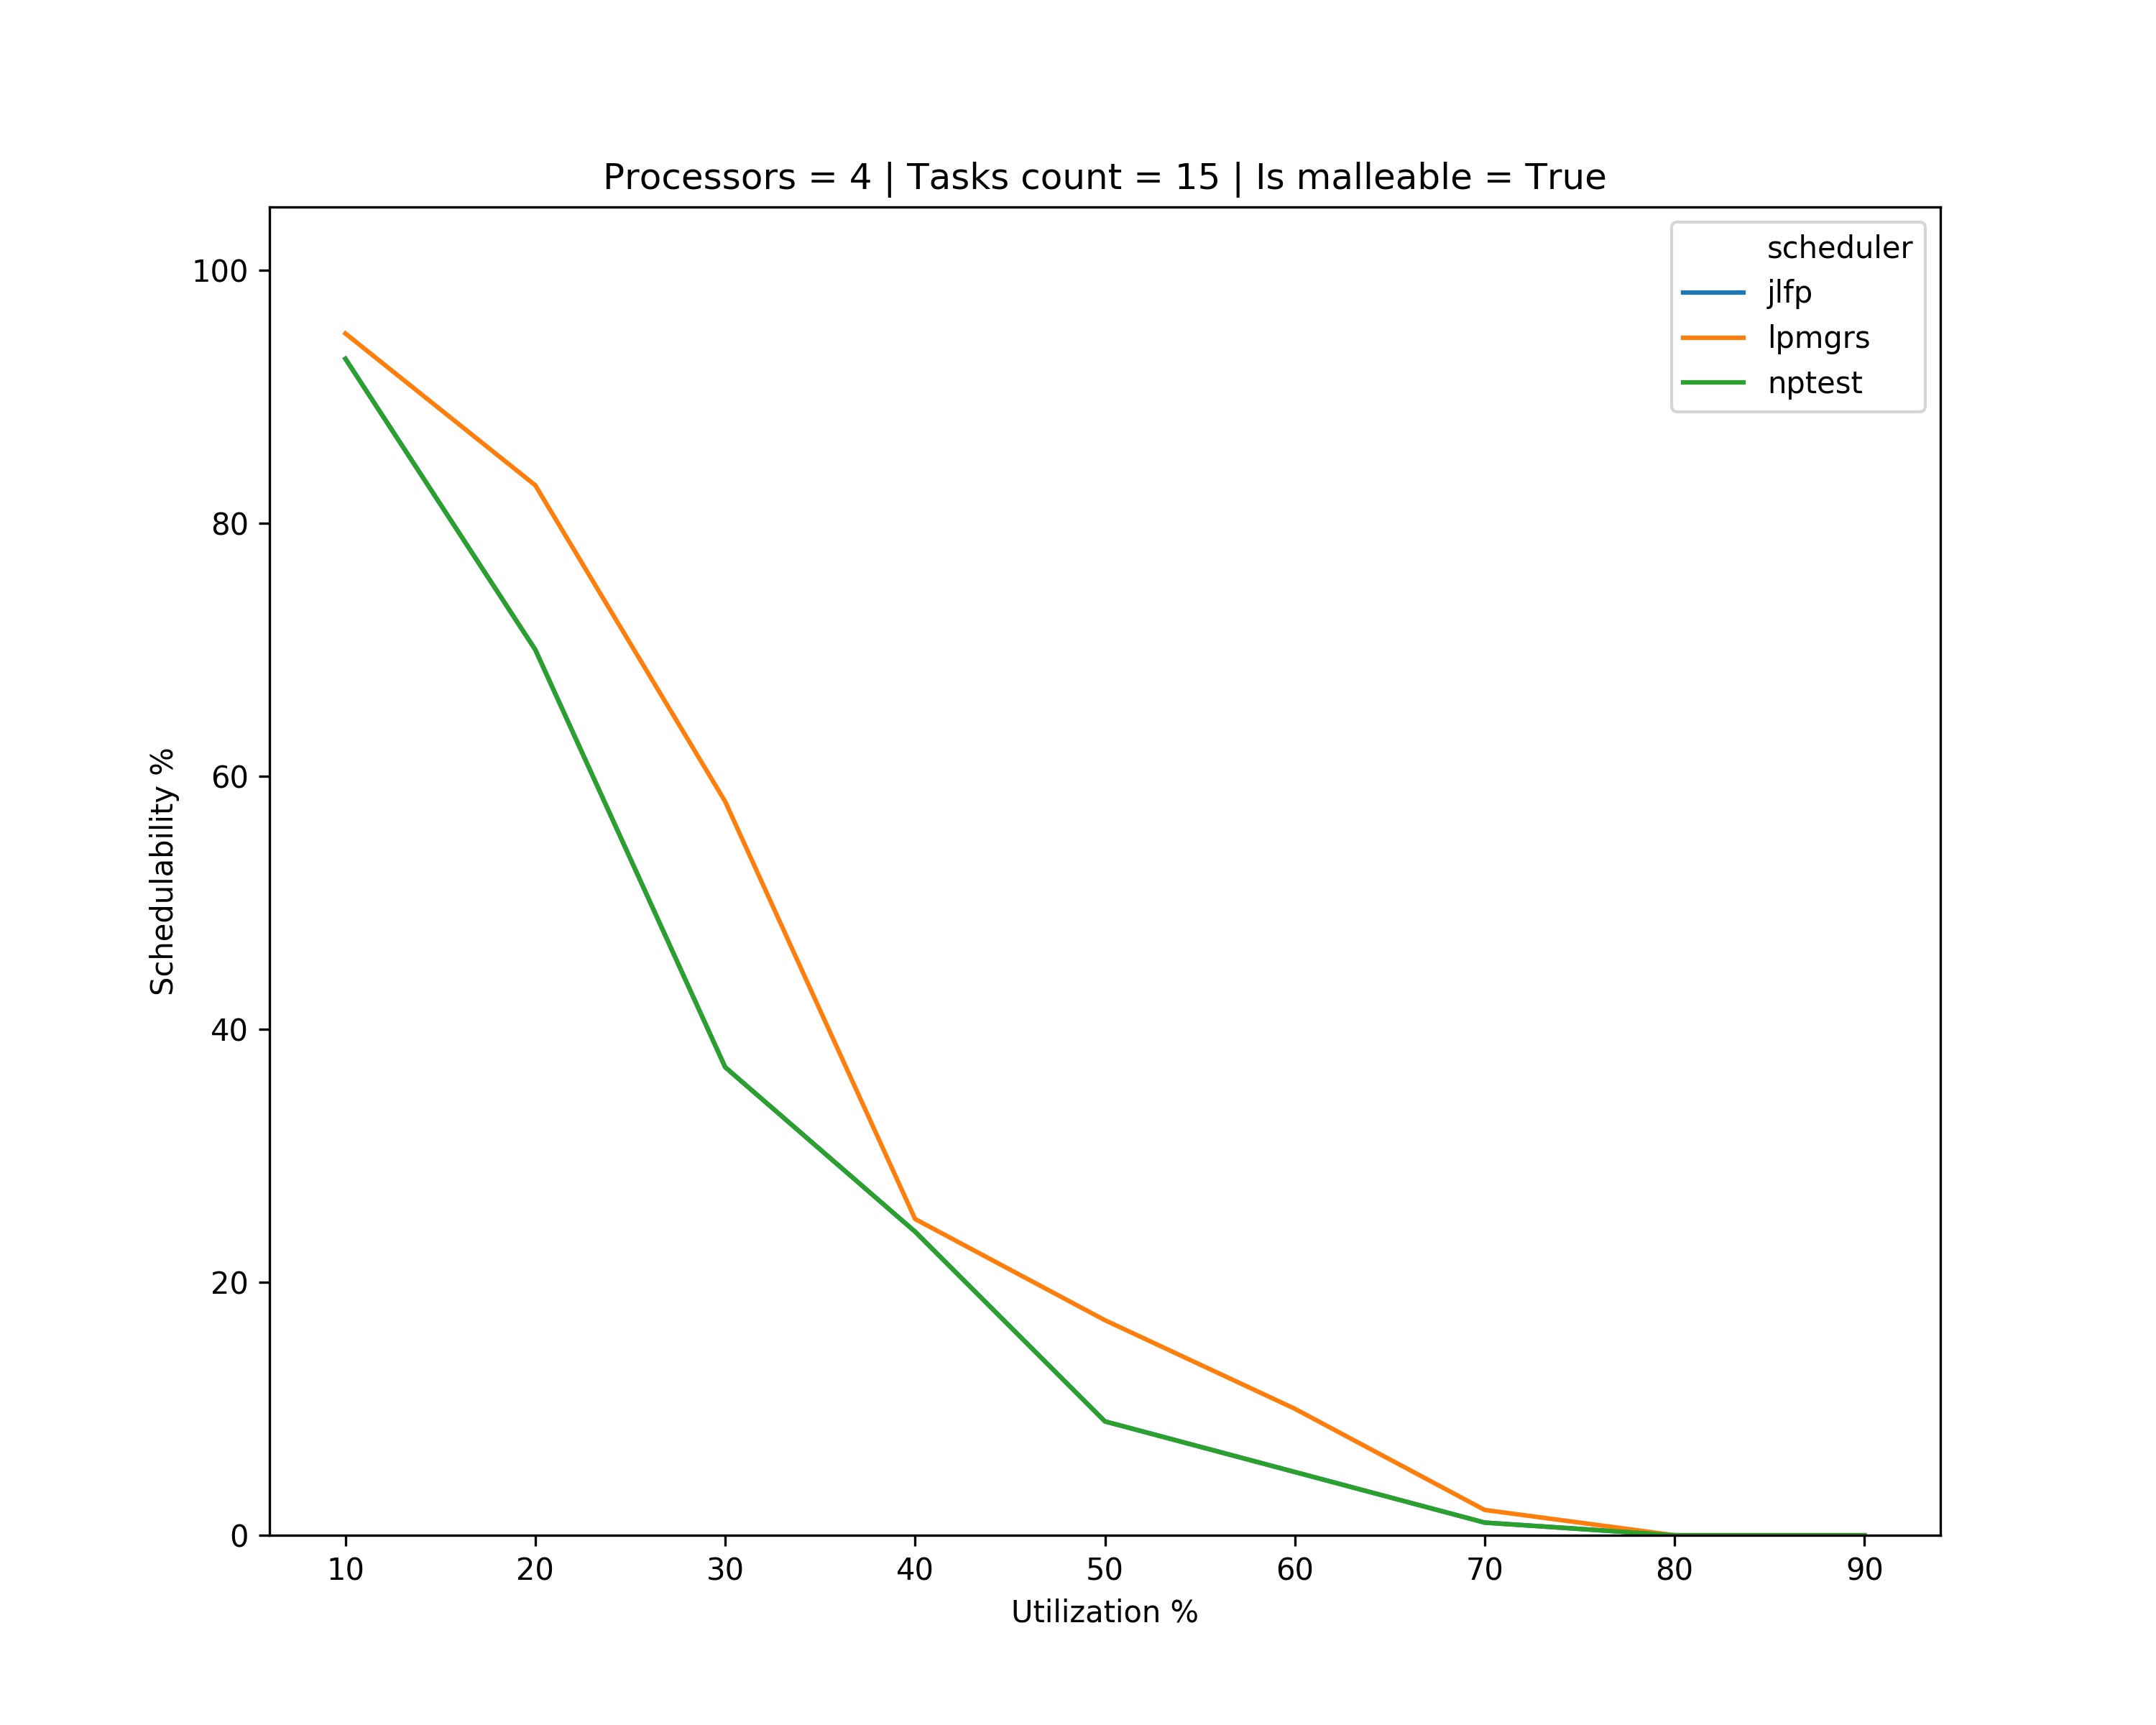 Processors = 4 | Tasks count = 15 | Is malleable = True
scheduler
jlfp
lpmgrs
nptest
Schedulability %
100
80
60
40
20
0
10 20 30 40 50 60 70 80 90
Utilization %